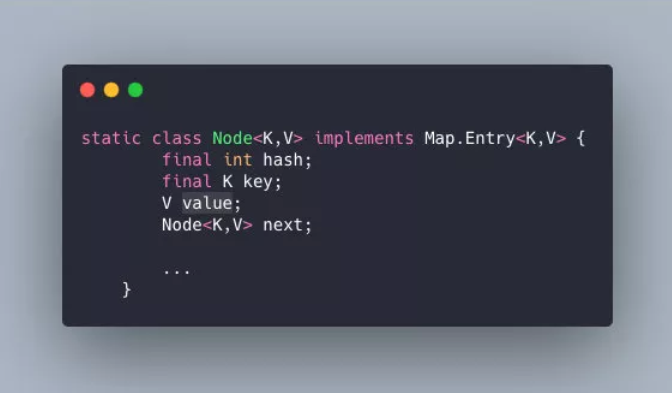 static class Node<K,V> implements Map.Entry<K,V> {
        final int hash;
        final K key;
        V value;
        Node<K,V> next;

        ...
    }